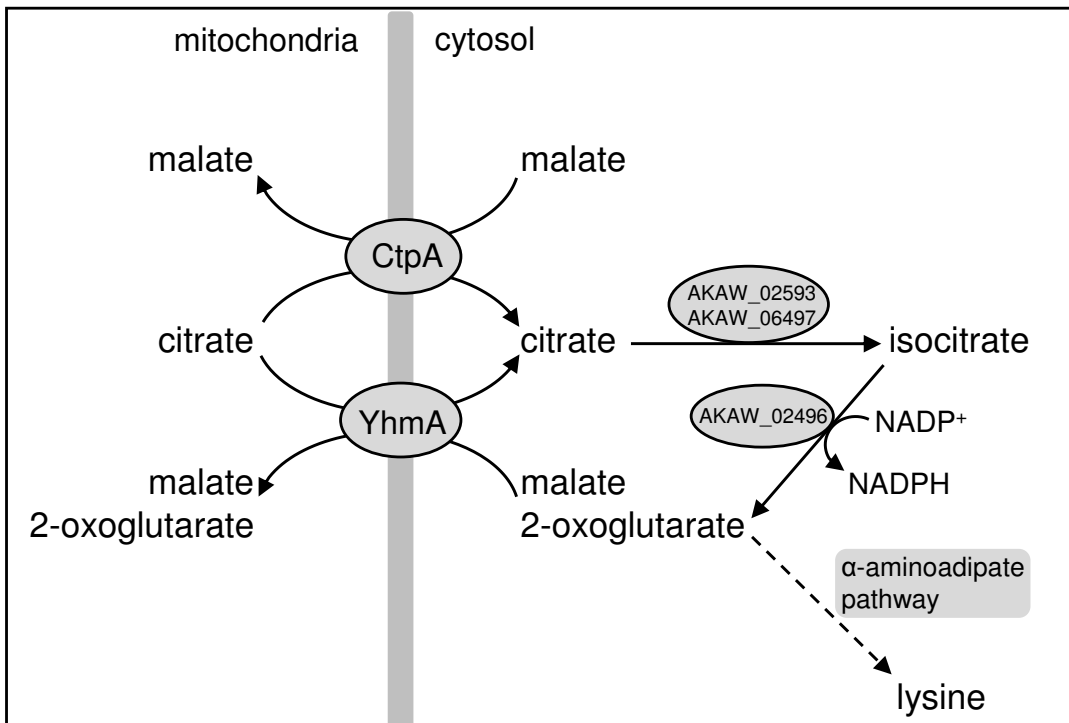 mitochondria
cytosol
malate
malate
CtpA
AKAW_02593
AKAW_06497
citrate
citrate
isocitrate
YhmA
AKAW_02496
NADP+
NADPH
malate
2-oxoglutarate
malate
2-oxoglutarate
α-aminoadipate
pathway
lysine